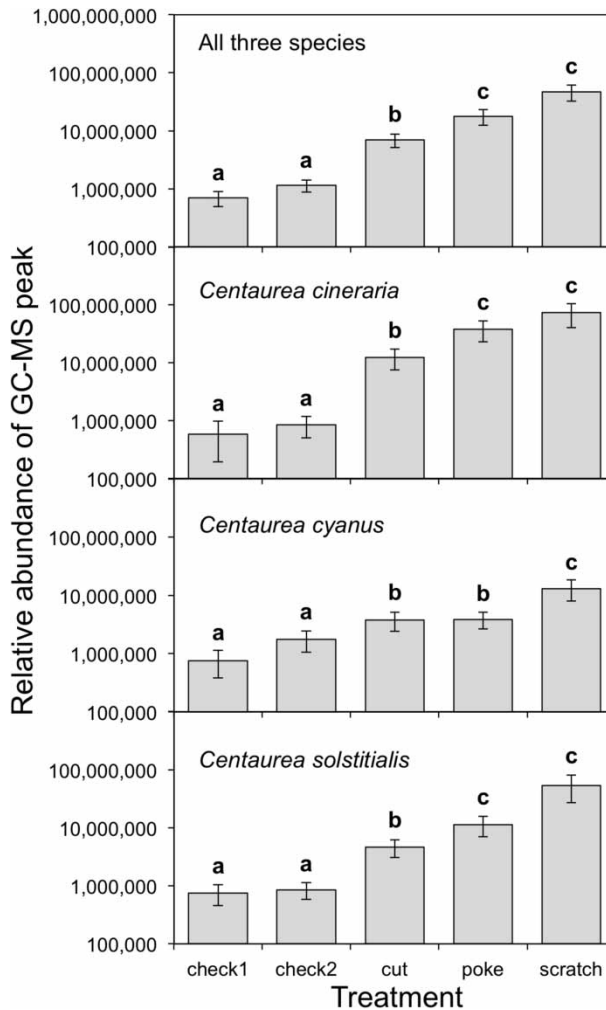 Relative abundance of GC-MS peak
1,000,000,000
100,000,000
10,000,000
1,000,000
100,000
All three species
a
a
b
c
c
100,000,000
10,000,000
1,000,000
100,000
Centaurea cineraria
a
a
b
c
c
100,000,000
10,000,000
1,000,000
100,000
Centaurea cyanus
a
a
b
b
c
100,000,000
10,000,000
1,000,000
100,000
Centaurea solstitialis
a
a
b
c
c
check1 check2 cut poke scratch
Treatment